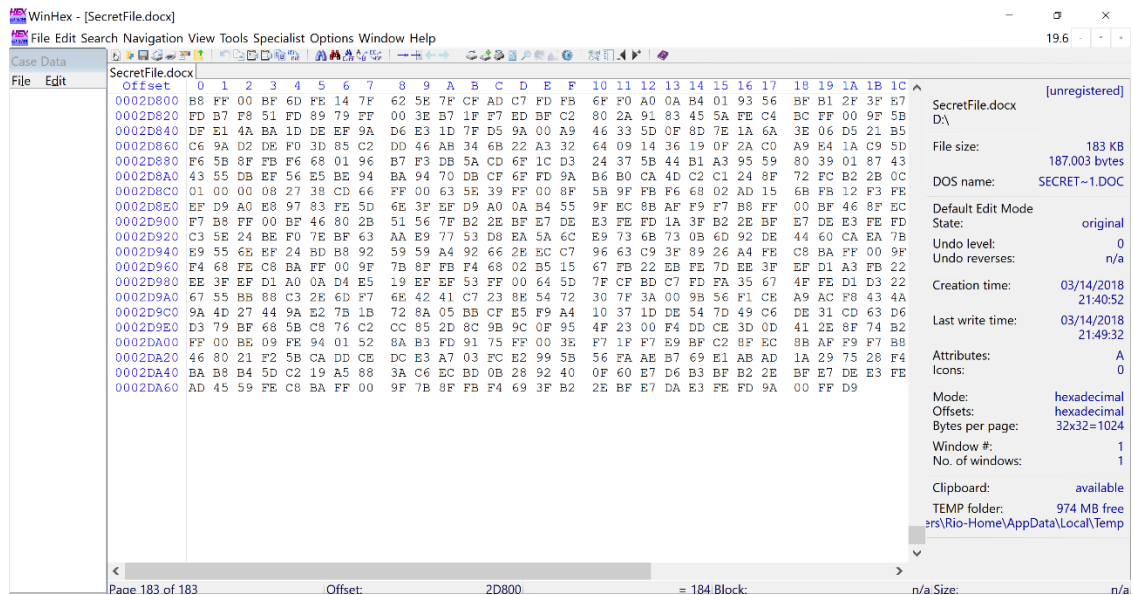 WinHex - [SecretFile.docx]
File Edit Search Navigation View Tools Specialist Options Window Help 19.6
Case Data
File Edit
SecretFile.docx
Offset 0 1 2 3 4 5 6 7 8 9 A B C D E F 10 11 12 13 14 15 16 17 18 19 1A 1B 1C
0002D800 B8 FF 00 BF 6D FE 14 7F 62 5E 7F CF AD C7 FD FB 6F F0 A0 0A B4 01 93 56 BF B1 2F 3F E7
0002D820 FD B7 F8 51 FD 89 79 FF 00 3E B7 1F F7 ED BF C2 80 2A 91 83 45 5A FE C4 BC FF 00 9F 5B
0002D840 DF E1 4A BA 1D DE EF 9A D6 E3 1D 7F D5 9A 00 A9 46 33 5D 0F 8D 7E 1A 6A 3E 06 D5 21 B5
0002D860 C6 9A D2 DE F0 3D 85 C2 DD 46 AB 34 6B 22 A3 32 64 09 14 36 19 0F 2A C0 A9 E4 1A C9 5D
0002D880 F6 5B 8F FB F6 68 01 96 B7 F3 DB 5A CD 6F 1C D3 24 37 5B 44 B1 A3 95 59 80 39 01 87 43
0002D8A0 43 55 DB EF 56 E5 BE 94 BA 94 70 DB CF 6F FD 9A B6 B0 CA 4D C2 C1 24 8F 72 FC B2 2B 0C
0002D8C0 01 00 00 08 27 38 CD 66 FF 00 63 5E 39 FF 00 8F 5B 9F FB F6 68 02 AD 15 6B FB 12 F3 FE
0002D8E0 EF D9 A0 E8 97 83 FE 5D 6E 3F EF D9 A0 0A B4 55 9F EC 8B AF F9 F7 B8 FF 00 BF 46 8F EC
0002D900 F7 B8 FF 00 BF 46 80 2B 51 56 7F B2 2E BF E7 DE E3 FE FD 1A 3F B2 2E BF E7 DE E3 FE FD
0002D920 C3 5E 24 BE F0 7E BF 63 AA E9 77 53 D8 EA 5A 6C E9 73 6B 73 0B 6D 92 DE 44 60 CA EA 7B
0002D940 E9 55 6E EF 24 BD B8 92 59 59 A4 92 66 2E EC C7 96 63 C9 3F 89 26 A4 FE C8 BA FF 00 9F
0002D960 F4 68 FE C8 BA FF 00 9F 7B 8F FB F4 68 02 B5 15 67 FB 22 EB FE 7D EE 3F EF D1 A3 FB 22
0002D980 EE 3F EF D1 A0 0A D4 E5 19 EF EF 53 FF 00 64 5D 7F CF BD C7 FD FA 35 67 4F FE D1 D3 22
0002D9A0 67 55 BB 88 C3 2E 6D F7 6E 42 41 C7 23 8E 54 72 30 7F 3A 00 9B 56 F1 CE A9 AC F8 43 4A
0002D9C0 9A 4D 27 44 9A E2 7B 1B 72 8A 05 BB CF E5 F9 A4 10 37 1D DE 54 7D 49 C6 DE 31 CD 63 D6
0002D9E0 D3 79 BF 68 5B C8 76 C2 CC 85 2D 8C 9B 9C 0F 95 4F 23 00 F4 DD CE 3D 0D 41 2E 8F 74 B2
0002DA00 FF 00 BE 09 FE 94 01 52 8A B3 FD 91 75 FF 00 3E F7 1F F7 E9 BF C2 8F EC 8B AF F9 F7 B8
0002DA20 46 80 21 F2 5B CA DD CE DC E3 A7 03 FC E2 99 5B 56 FA AE B7 69 E1 AB AD 1A 29 75 28 F4
0002DA40 BA B8 B4 5D C2 19 A5 88 3A C6 EC BD 0B 28 92 40 0F 60 E7 D6 B3 BF B2 2E BF E7 DE E3 FE
0002DA60 AD 45 59 FE C8 BA FF 00 9F 7B 8F FB F4 69 3F B2 2E BF E7 DA E3 FE FD 9A 00 FF D9
[unregistered]
SecretFile.docx
D:\
File size: 183 KB
187,003 bytes
DOS name: SECRET~1.DOC
Default Edit Mode
State: original
Undo level: 0
Undo reverses: n/a
Creation time: 03/14/2018
21:40:52
Last write time: 03/14/2018
21:49:32
Attributes: A
Icons: 0
Mode: hexadecimal
Offsets: hexadecimal
Bytes per page: 32x32=1024
Window #: 1
No. of windows: 1
Clipboard: available
TEMP folder: 974 MB free
ers\Rio-Home\AppData\Local\Temp
Page 183 of 183 Offset: 2D800 = 184 Block: n/a Size: n/a